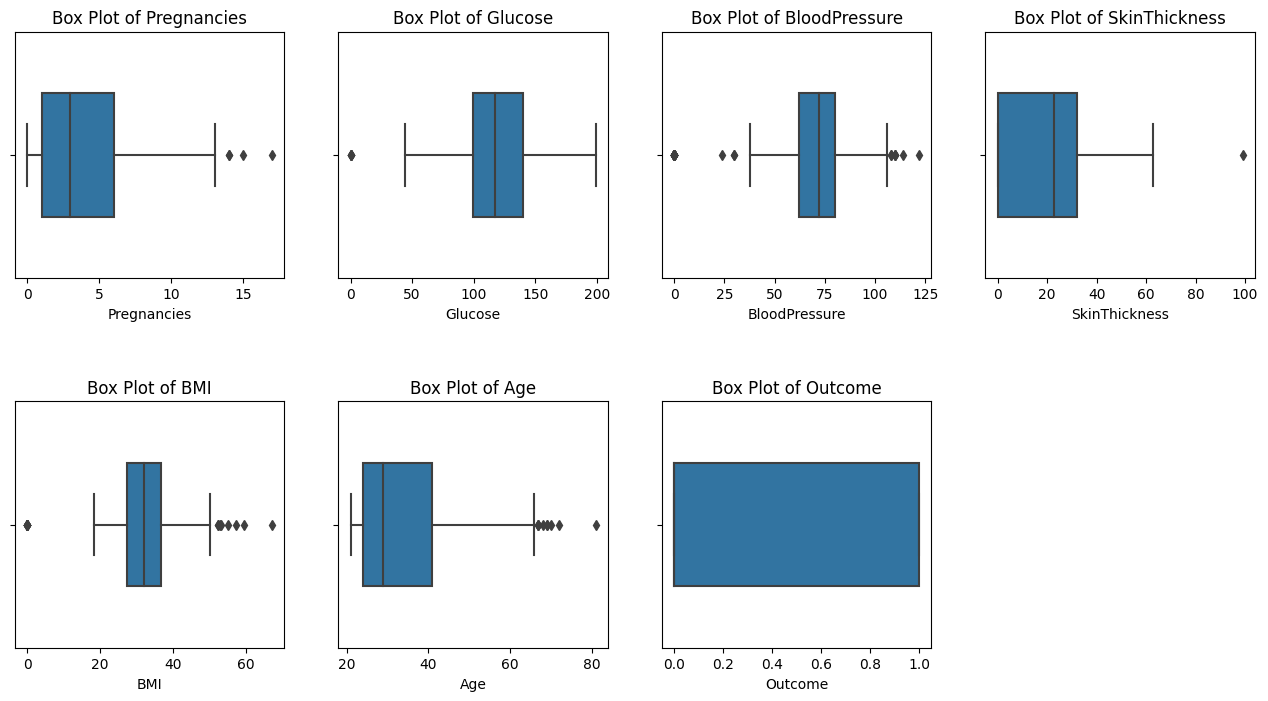 Box Plot of Pregnancies
Box Plot of Glucose
Box Plot of BloodPressure
Box Plot of SkinThickness
0 5 10 15
0 50 100 150 200
0 25 50 75 100 125
0 20 40 60 80 100
Pregnancies
Glucose
BloodPressure
SkinThickness
Box Plot of BMI
Box Plot of Age
Box Plot of Outcome
0 20 40 60
20 40 60 80
0.0 0.2 0.4 0.6 0.8 1.0
BMI
Age
Outcome